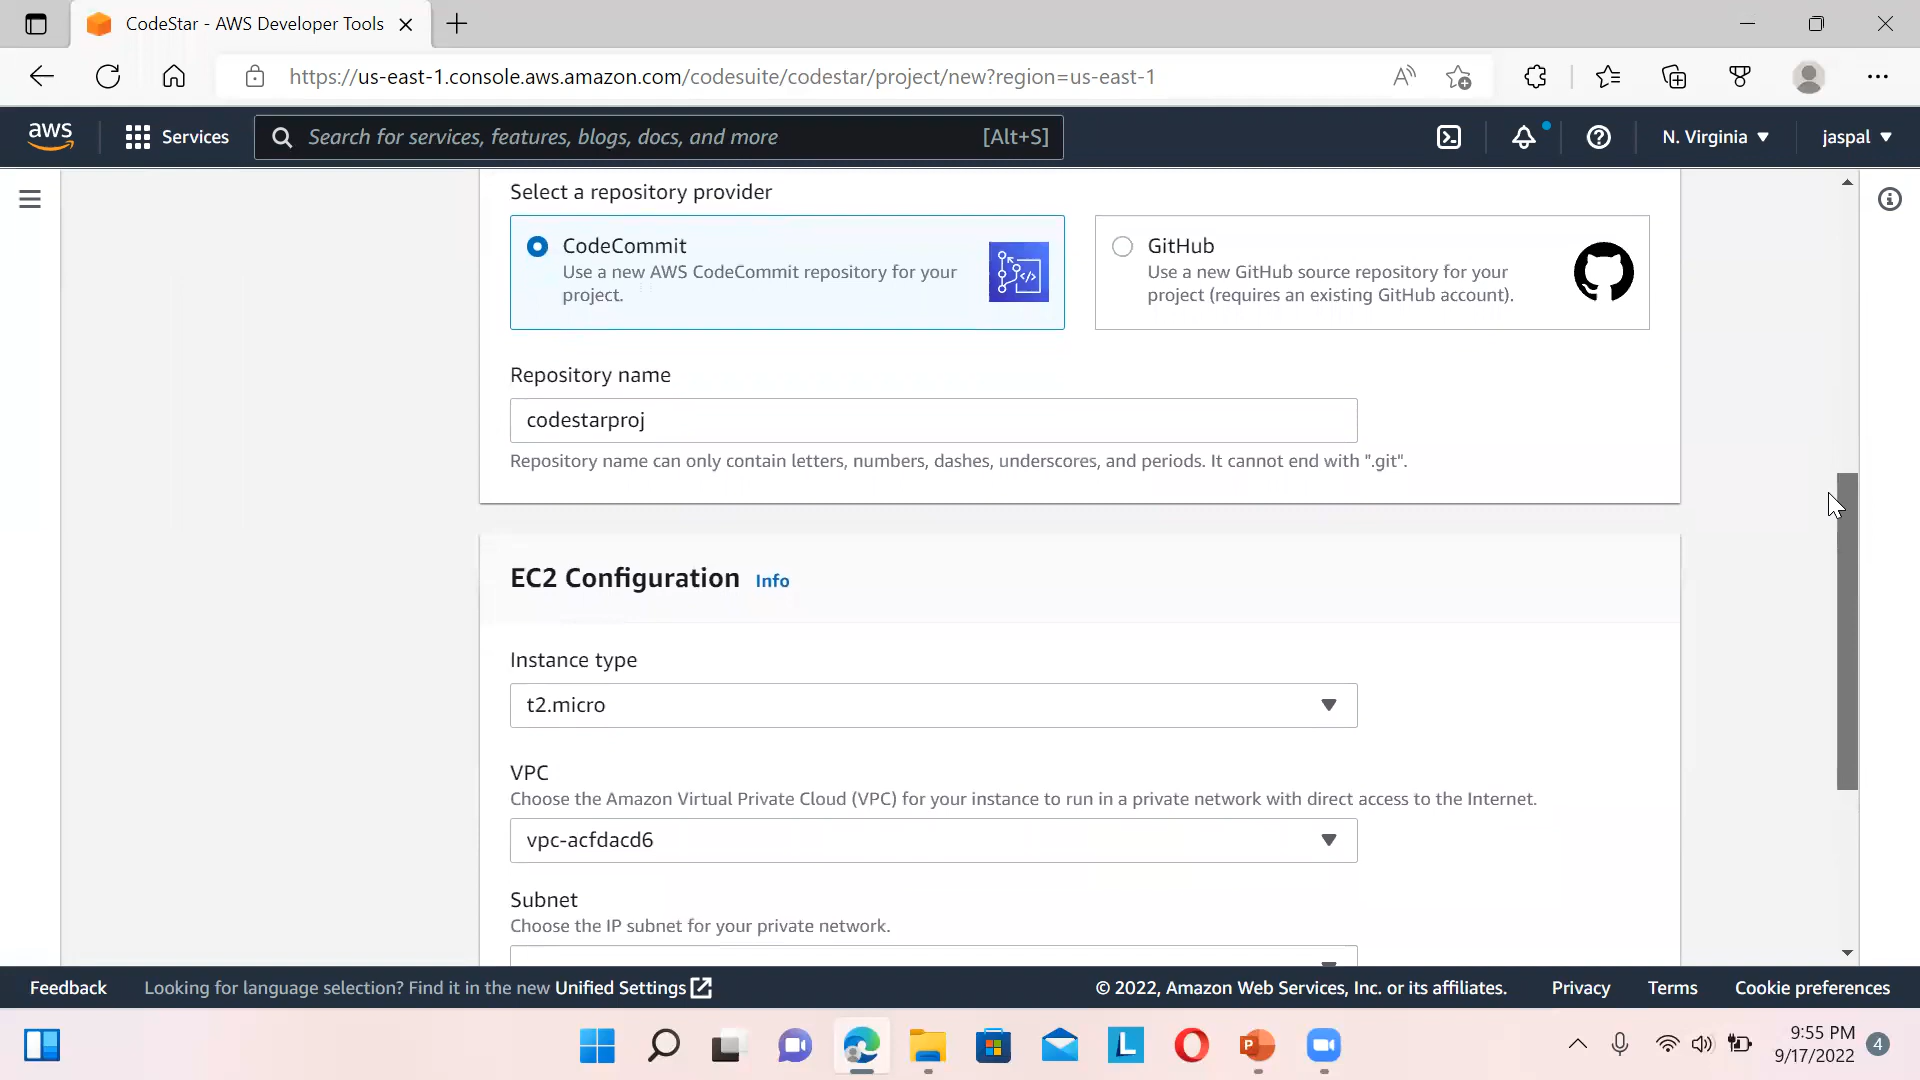 CodeStar - AWS Developer Tools
https://us-east-1.console.aws.amazon.com/codesuite/codestar/project/new?region=us-east-1
aws
Services
Search for services, features, blogs, docs, and more
[Alt+S]
N. Virginia
jaspal
Select a repository provider
CodeCommit
Use a new AWS CodeCommit repository for your
project.
GitHub
Use a new GitHub source repository for your
project (requires an existing GitHub account).
Repository name
codestarproj
Repository name can only contain letters, numbers, dashes, underscores, and periods. It cannot end with ".git".
EC2 Configuration Info
Instance type
t2.micro
VPC
Choose the Amazon Virtual Private Cloud (VPC) for your instance to run in a private network with direct access to the Internet.
vpc-acfdacd6
Subnet
Choose the IP subnet for your private network.
Feedback
Looking for language selection? Find it in the new Unified Settings
© 2022, Amazon Web Services, Inc. or its affiliates.
Privacy
Terms
Cookie preferences
L
P
9:55 PM
9/17/2022
4